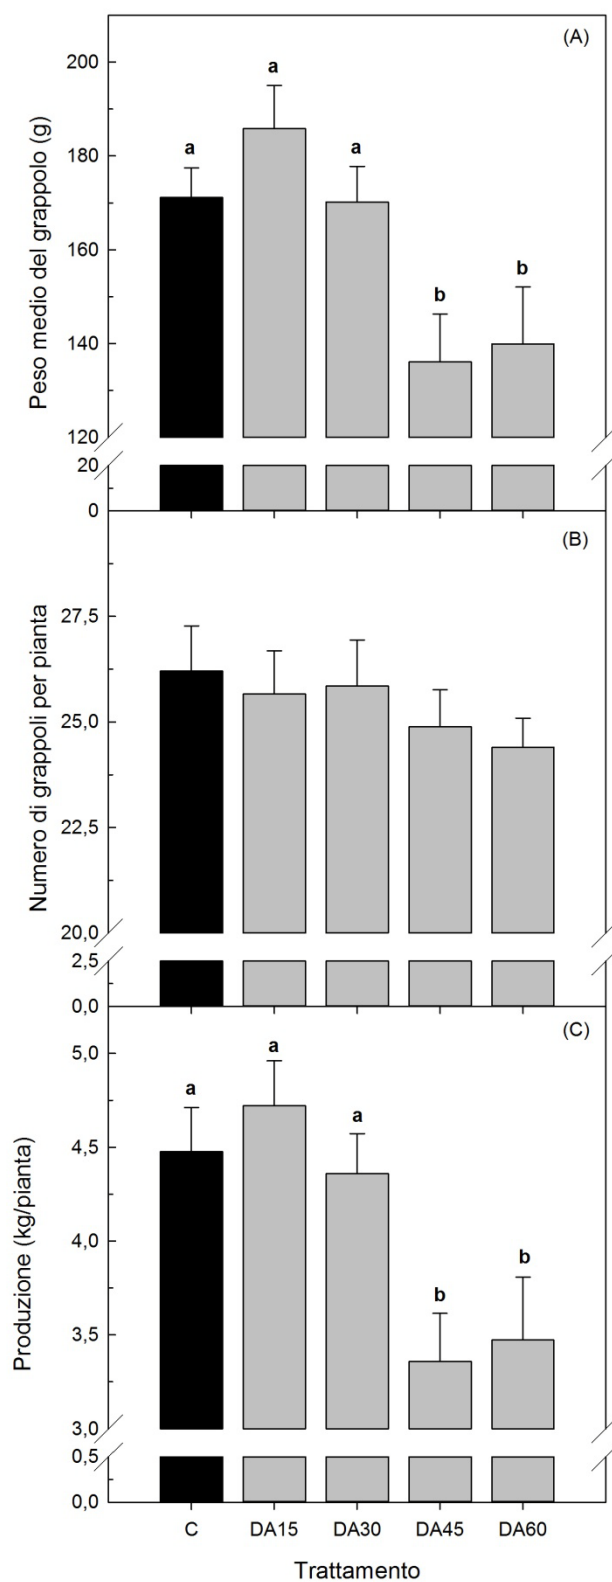 (A)
Peso medio del grappolo (g)
200
180
160
140
120
20
0
a
a
a
b
b
(B)
Numero di grappoli per pianta
27,5
25,0
22,5
20,0
2,5
0,0
(C)
Produzione (kg/pianta)
5,0
4,5
4,0
3,5
3,0
0,5
0,0
a
a
a
b
b
C DA15 DA30 DA45 DA60
Trattamento